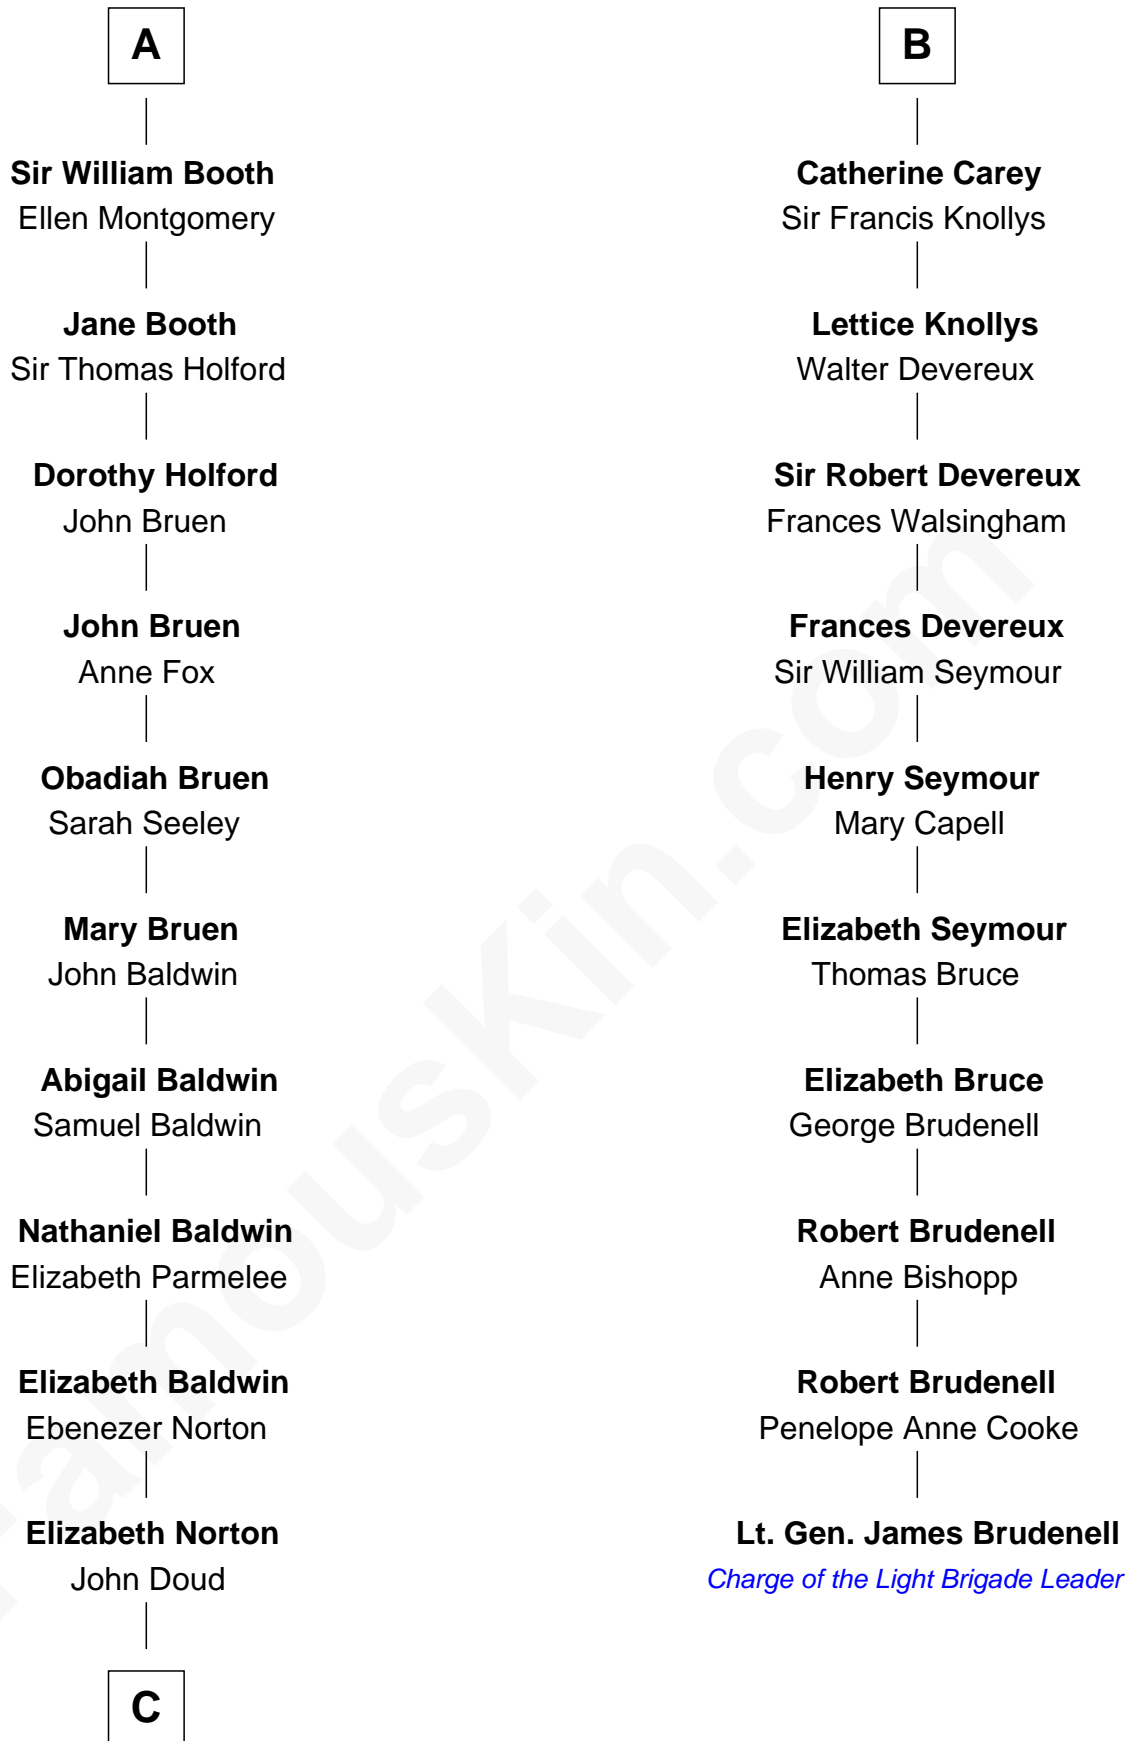 A
Sir William Booth
Ellen Montgomery
Jane Booth
Sir Thomas Holford
Dorothy Holford
John Bruen
John Bruen
Anne Fox
Obadiah Bruen
Sarah Seeley
Mary Bruen
John Baldwin
Abigail Baldwin
Samuel Baldwin
Nathaniel Baldwin
Elizabeth Parmelee
Elizabeth Baldwin
Ebenezer Norton
Elizabeth Norton
John Doud
C
B
Catherine Carey
Sir Francis Knollys
Lettice Knollys
Walter Devereux
Sir Robert Devereux
Frances Walsingham
Frances Devereux
Sir William Seymour
Henry Seymour
Mary Capell
Elizabeth Seymour
Thomas Bruce
Elizabeth Bruce
George Brudenell
Robert Brudenell
Anne Bishopp
Robert Brudenell
Penelope Anne Cooke
Lt. Gen. James Brudenell
Charge of the Light Brigade Leader
FamousKin.com